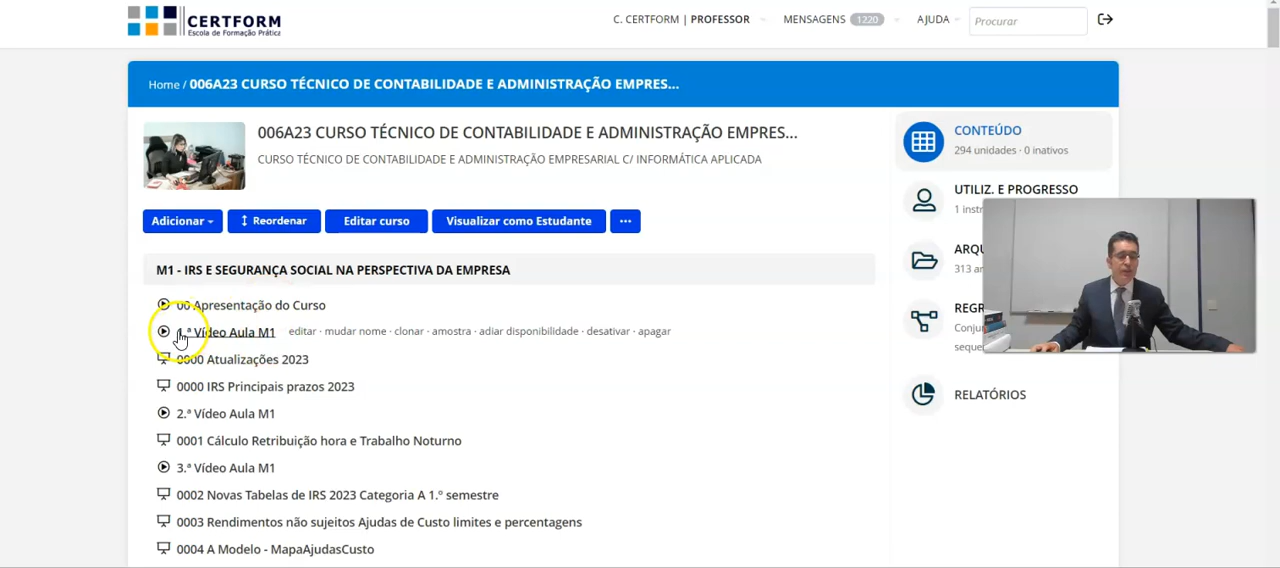 CERTFORM
Escola de Formação Prática
C. CERTFORM | PROFESSOR
MENSAGENS 1220
AJUDA
Procurar
Home / 006A23 CURSO TÉCNICO DE CONTABILIDADE E ADMINISTRAÇÃO EMPRES...
006A23 CURSO TÉCNICO DE CONTABILIDADE E ADMINISTRAÇÃO EMPRES...
CURSO TÉCNICO DE CONTABILIDADE E ADMINISTRAÇÃO EMPRESARIAL C/ INFORMÁTICA APLICADA
Adicionar
Reordenar
Editar curso
Visualizar como Estudante
...
M1 - IRS E SEGURANÇA SOCIAL NA PERSPECTIVA DA EMPRESA
00 Apresentação do Curso
1.ª Vídeo Aula M1 editar · mudar nome · clonar · amostra · adiar disponibilidade · desativar · apagar
0000 Atualizações 2023
0000 IRS Principais prazos 2023
2.ª Vídeo Aula M1
0001 Cálculo Retribuição hora e Trabalho Noturno
3.ª Vídeo Aula M1
0002 Novas Tabelas de IRS 2023 Categoria A 1.º semestre
0003 Rendimentos não sujeitos Ajudas de Custo limites e percentagens
0004 A Modelo - MapaAjudasCusto
CONTEÚDO
294 unidades · 0 inativos
UTILIZ. E PROGRESSO
1 inst
ARQU
313 ar
REGR
Conju
seque
RELATÓRIOS